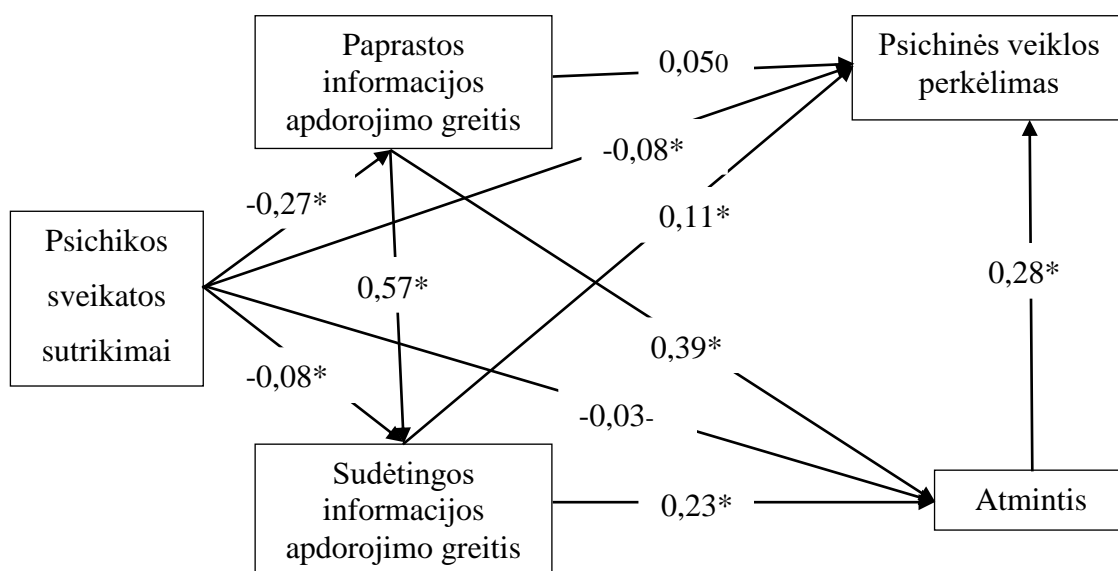 Paprastos
informacijos
apdorojimo greitis
Psichinės veiklos
perkėlimas
0,050
-0,08*
-0,27*
0,11*
Psichikos
sveikatos
sutrikimai
0,57*
0,28*
0,39*
-0,08*
-0,03-
Sudėtingos
informacijos
apdorojimo greitis
0,23*
Atmintis